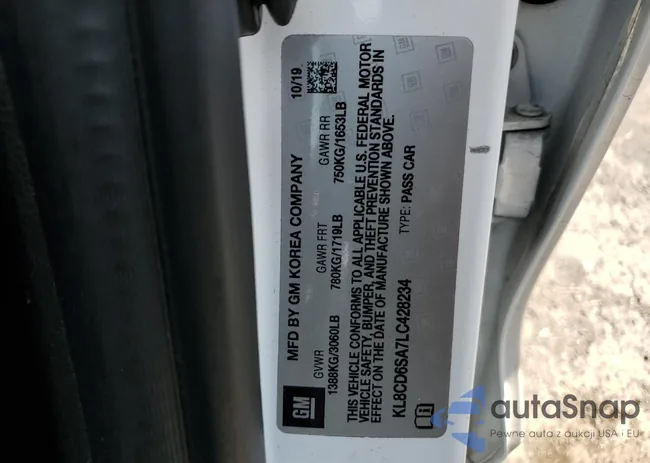 MFD BY GM KOREA COMPANY 10/19
GVWR GAWR FRT GAWR RR
1388KG/3060LB 780KG/1719LB 750KG/1653LB
THIS VEHICLE CONFORMS TO ALL APPLICABLE U.S. FEDERAL MOTOR
VEHICLE SAFETY, BUMPER, AND THEFT PREVENTION STANDARDS IN
EFFECT ON THE DATE OF MANUFACTURE SHOWN ABOVE.
KL8CD6SA7LC428234 TYPE: PASS CAR
GM
autaSnap
Pewne auta z aukcji USA i EU